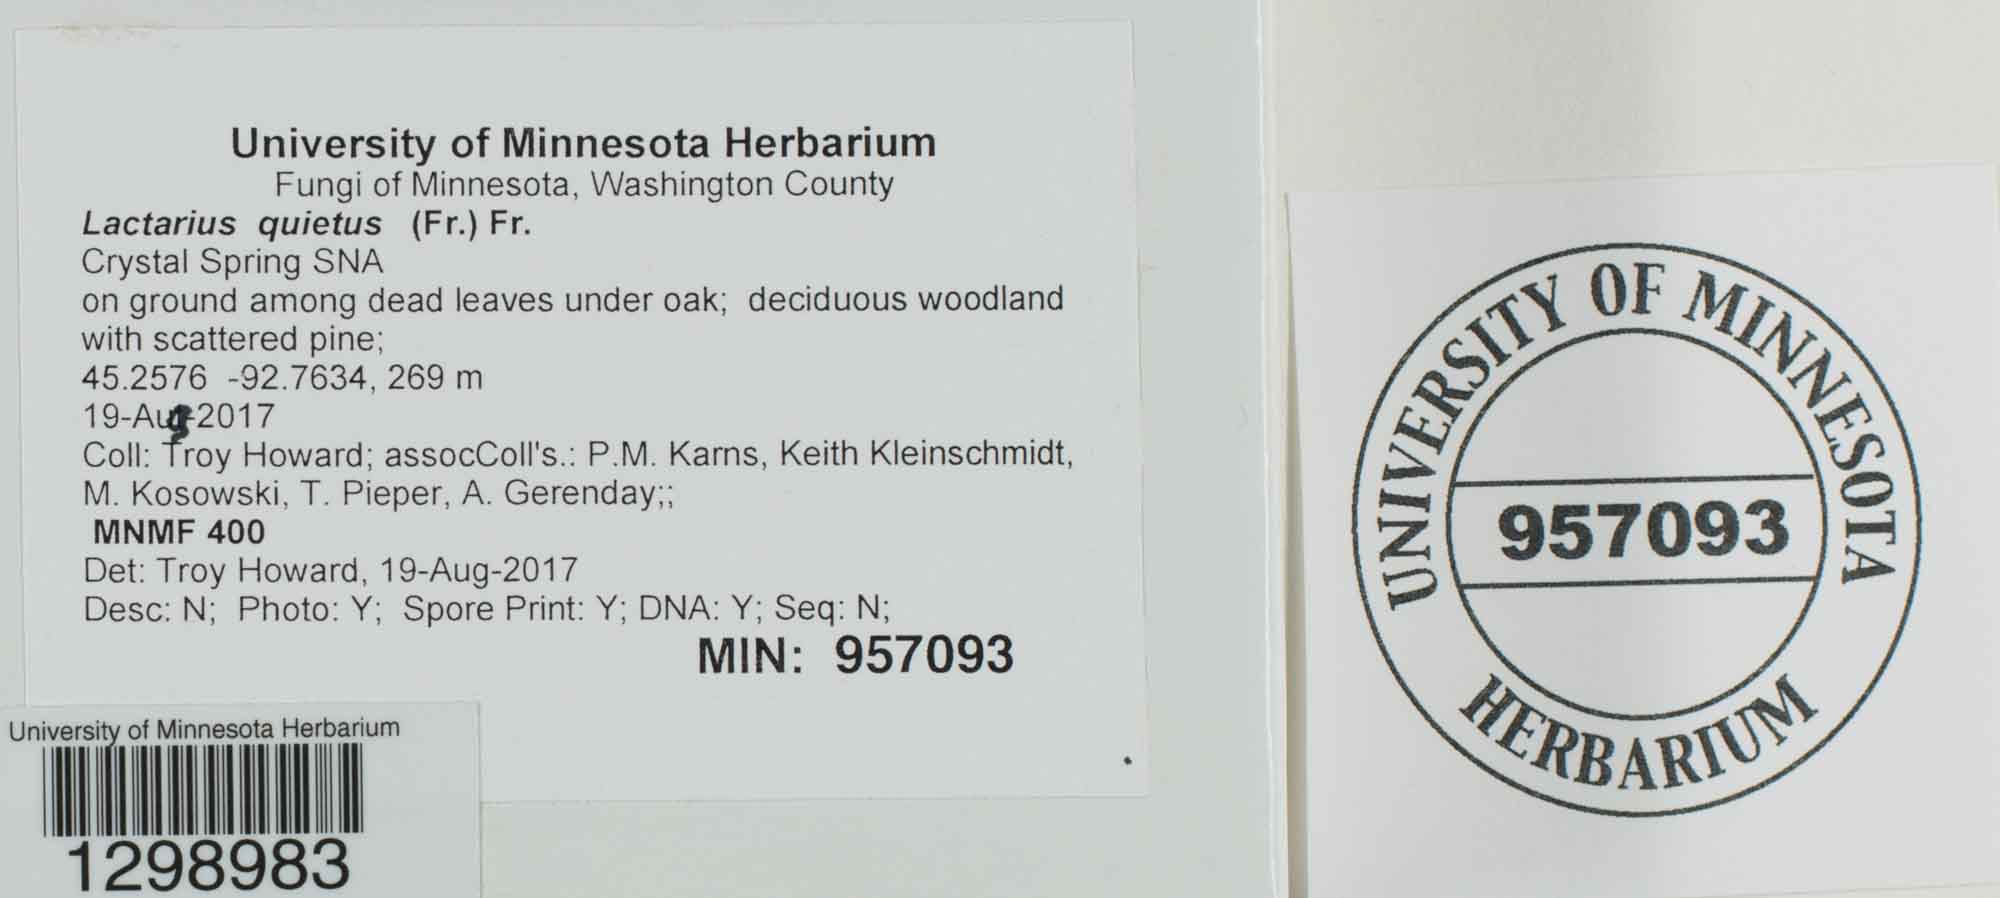 University of Minnesota Herbarium
Fungi of Minnesota, Washington County
Lactarius quietus (Fr.) Fr.
Crystal Spring SNA
on ground among dead leaves under oak; deciduous woodland
with scattered pine;
45.2576 -92.7634, 269 m
19-Aug-2017
Coll: Troy Howard; assocColl's.: P.M. Karns, Keith Kleinschmidt,
M. Kosowski, T. Pieper, A. Gerenday;;
MNMF 400
Det: Troy Howard, 19-Aug-2017
Desc: N; Photo: Y; Spore Print: Y; DNA: Y; Seq: N;
MIN: 957093
University of Minnesota Herbarium
1298983
UNIVERSITY OF MINNESOTA
957093
HERBARIUM